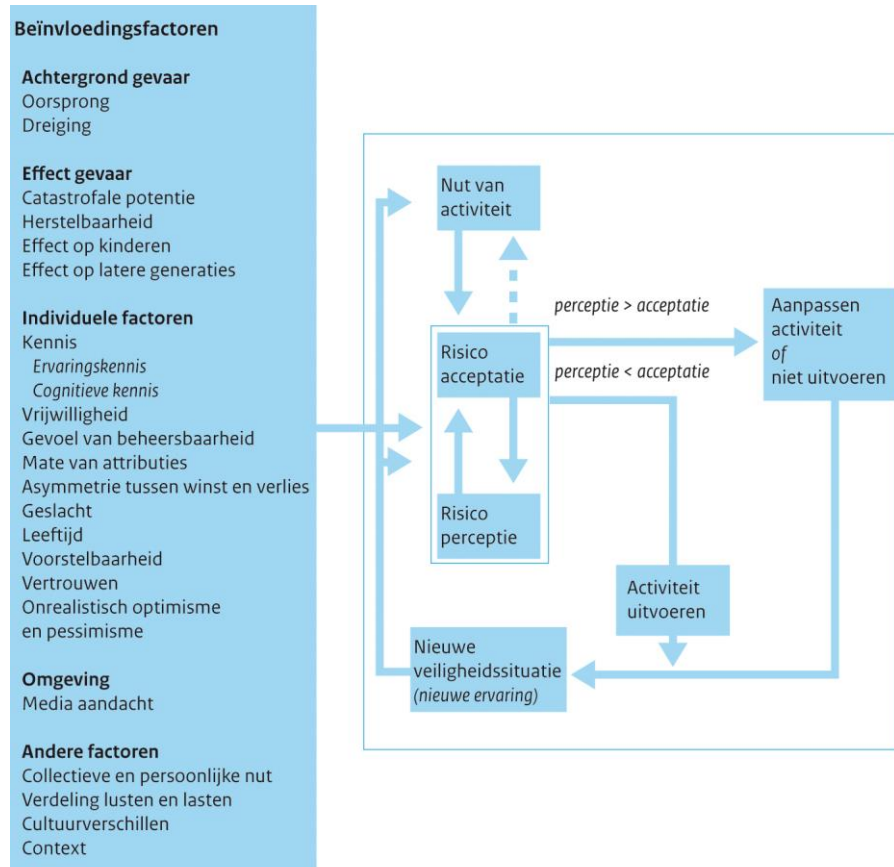 Beïnvloedingsfactoren
Achtergrond gevaar
Oorsprong
Dreiging
Effect gevaar
Catastrofale potentie
Herstelbaarheid
Effect op kinderen
Effect op latere generaties
Individuele factoren
Kennis
Ervaringskennis
Cognitieve kennis
Vrijwilligheid
Gevoel van beheersbaarheid
Mate van attributies
Asymmetrie tussen winst en verlies
Geslacht
Leeftijd
Voorstelbaarheid
Vertrouwen
Onrealistisch optimisme
en pessimisme
Omgeving
Media aandacht
Andere factoren
Collectieve en persoonlijke nut
Verdeling lusten en lasten
Cultuurverschillen
Context
Nut van
activiteit
Risico
acceptatie
Risico
perceptie
perceptie > acceptatie
perceptie < acceptatie
Aanpassen
activiteit
of
niet uitvoeren
Activiteit
uitvoeren
Nieuwe
veiligheidssituatie
(nieuwe ervaring)